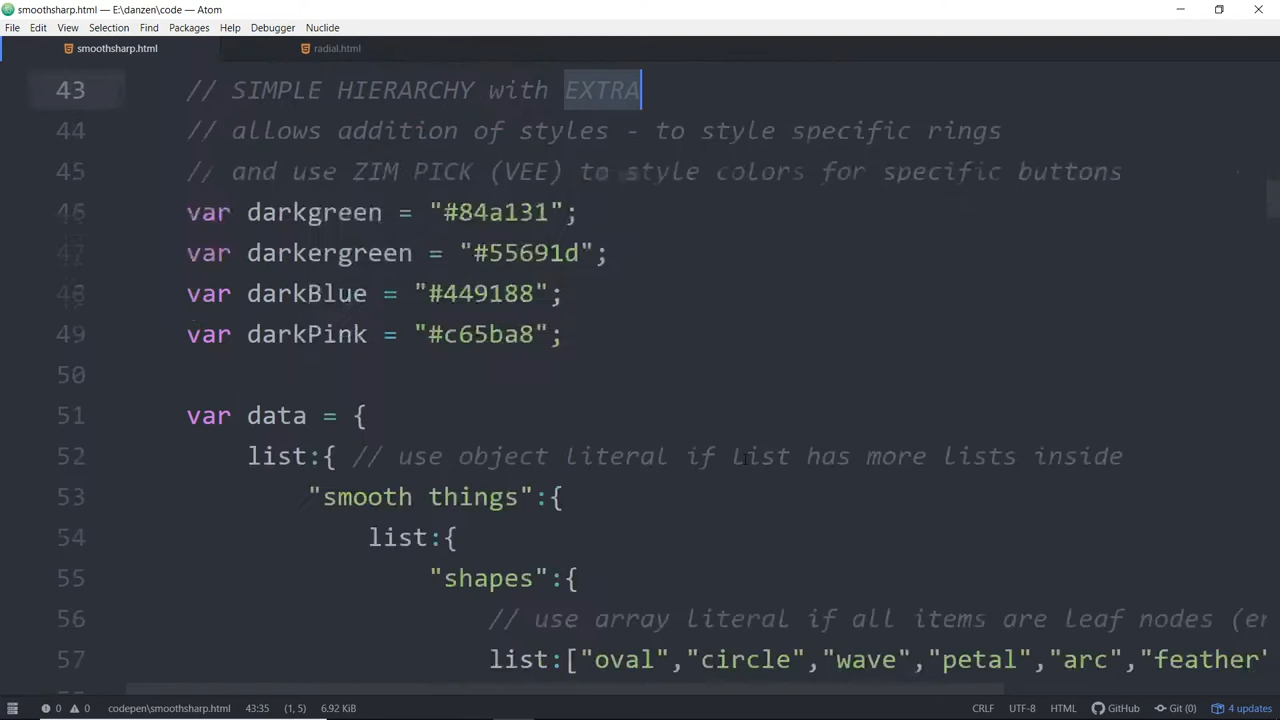 smoothsharp.html — E:\danzen\code — Atom
File Edit View Selection Find Packages Help Debugger Nuclide
smoothsharp.html radial.html
43 // SIMPLE HIERARCHY with EXTRA
44 // allows addition of styles - to style specific rings
45 // and use ZIM PICK (VEE) to style colors for specific buttons
46 var darkgreen = "#84a131";
47 var darkergreen = "#55691d";
48 var darkBlue = "#449188";
49 var darkPink = "#c65ba8";
50
51 var data = {
52 list:{ // use object literal if list has more lists inside
53 "smooth things":{
54 list:{
55 "shapes":{
56 // use array literal if all items are leaf nodes (er
57 list:["oval","circle","wave","petal","arc","feather"
0 0 codepen\smoothsharp.html 43:35 (1, 5) 6.92 KiB CRLF UTF-8 HTML GitHub Git (0) 4 updates